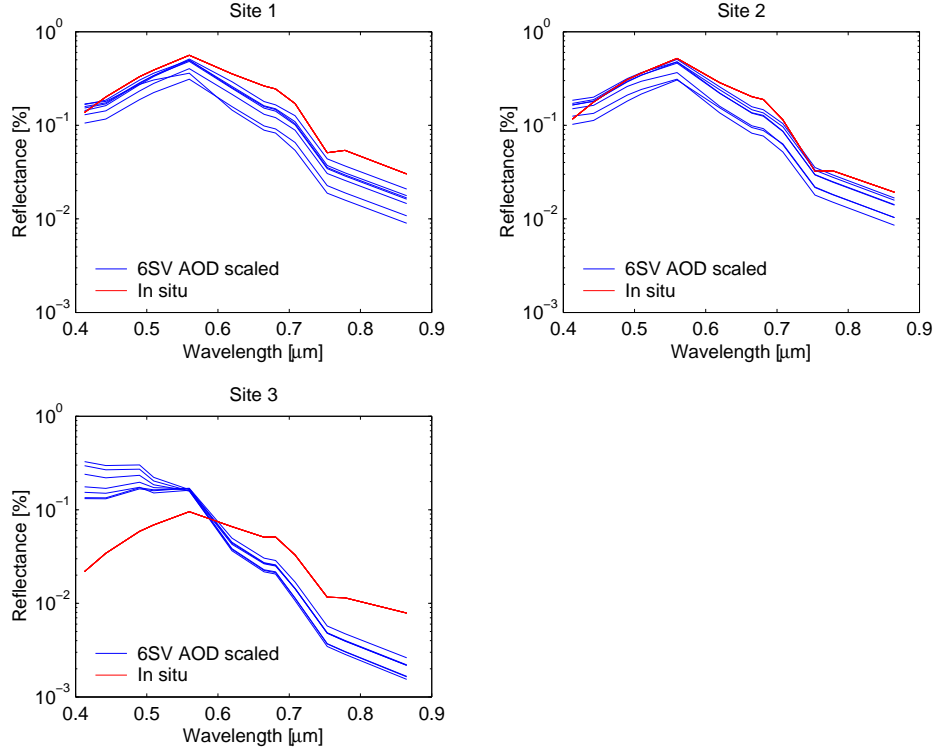 Site 1
10^0
10^-1
10^-2
10^-3
Reflectance [%]
6SV AOD scaled
In situ
0.4 0.5 0.6 0.7 0.8 0.9
Wavelength [μm]
Site 2
10^0
10^-1
10^-2
10^-3
Reflectance [%]
6SV AOD scaled
In situ
0.4 0.5 0.6 0.7 0.8 0.9
Wavelength [μm]
Site 3
10^0
10^-1
10^-2
10^-3
Reflectance [%]
6SV AOD scaled
In situ
0.4 0.5 0.6 0.7 0.8 0.9
Wavelength [μm]